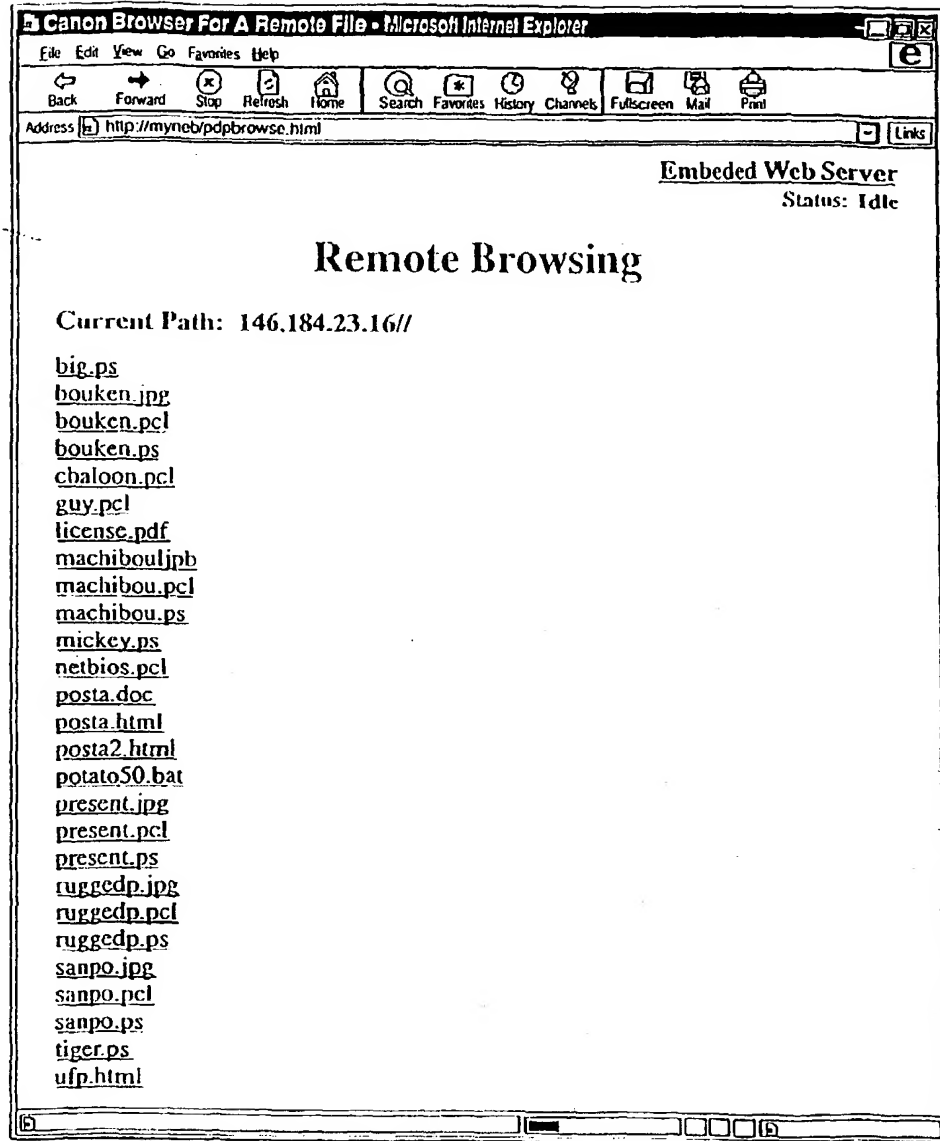 Canon Browser For A Remote File • Microsoft Internet Explorer
File Edit View Go Favorites Help
Back Forward Stop Refresh Home Search Favorites History Channels Fullscreen Mail Print
Address http://myneb/pdpbrowse.html Links
Embeded Web Server
Status: Idle
Remote Browsing
Current Path: 146.184.23.16//
big.ps
bouken.jpg
bouken.pcl
bouken.ps
chaloon.pcl
guy.pcl
license.pdf
machibouljpb
machibou.pcl
machibou.ps
mickey.ps
netbios.pcl
posta.doc
posta.html
posta2.html
potato50.bat
present.jpg
present.pcl
present.ps
ruggedp.jpg
ruggedp.pcl
ruggedp.ps
sanpo.jpg
sanpo.pcl
sanpo.ps
tiger.ps
ufp.html